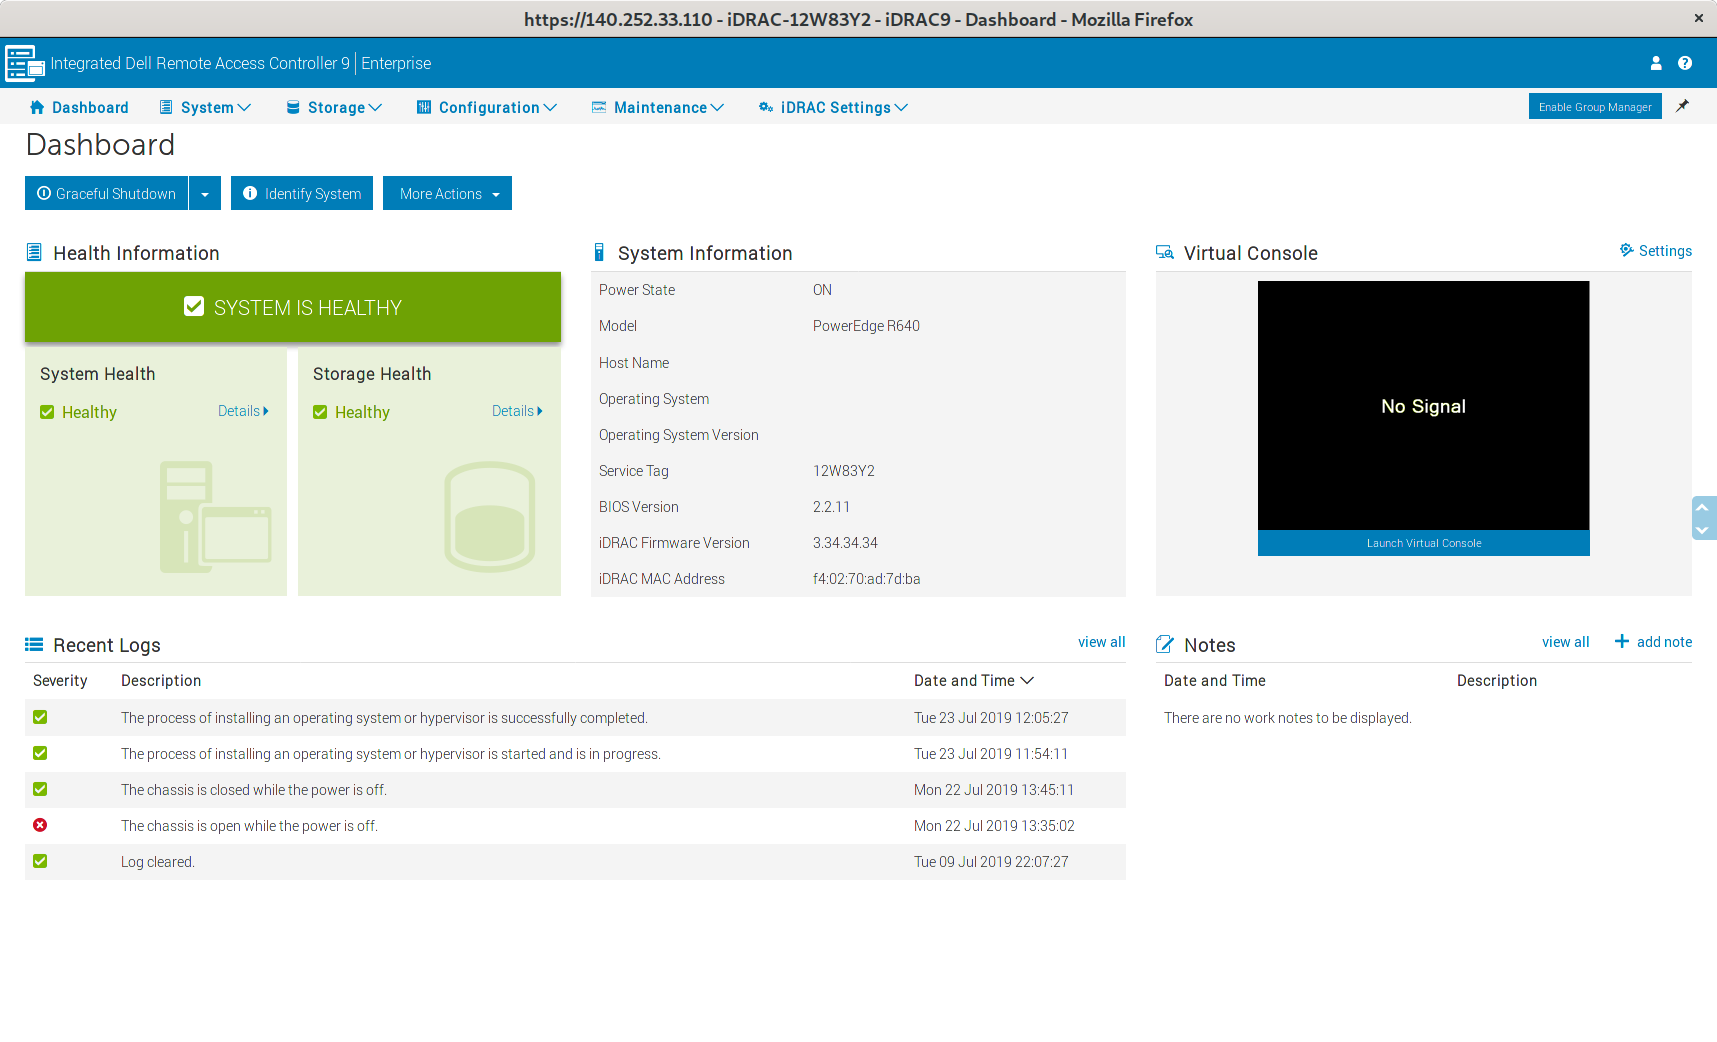 https://140.252.33.110 - iDRAC-12W83Y2 - iDRAC9 - Dashboard - Mozilla Firefox
Integrated Dell Remote Access Controller 9 | Enterprise
Dashboard System Storage Configuration Maintenance iDRAC Settings Enable Group Manager
Dashboard
Graceful Shutdown Identify System More Actions
Health Information
SYSTEM IS HEALTHY
System Health
Healthy Details
Storage Health
Healthy Details
System Information
Power State ON
Model PowerEdge R640
Host Name
Operating System
Operating System Version
Service Tag 12W83Y2
BIOS Version 2.2.11
iDRAC Firmware Version 3.34.34.34
iDRAC MAC Address f4:02:70:ad:7d:ba
Virtual Console Settings
No Signal
Launch Virtual Console
Recent Logs view all
Severity Description Date and Time
The process of installing an operating system or hypervisor is successfully completed. Tue 23 Jul 2019 12:05:27
The process of installing an operating system or hypervisor is started and is in progress. Tue 23 Jul 2019 11:54:11
The chassis is closed while the power is off. Mon 22 Jul 2019 13:45:11
The chassis is open while the power is off. Mon 22 Jul 2019 13:35:02
Log cleared. Tue 09 Jul 2019 22:07:27
Notes view all add note
Date and Time Description
There are no work notes to be displayed.